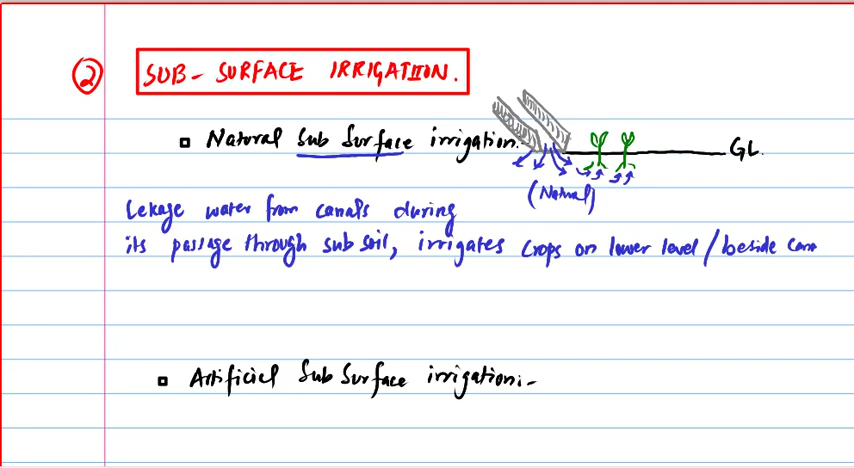 ②
SUB - SURFACE IRRIGATION.
Natural Sub Surface irrigation.
GL.
(Natural)
Lekage water from canals during
its passage through sub soil, irrigates crops on lower level/beside can
Artificial Sub Surface irrigation:-